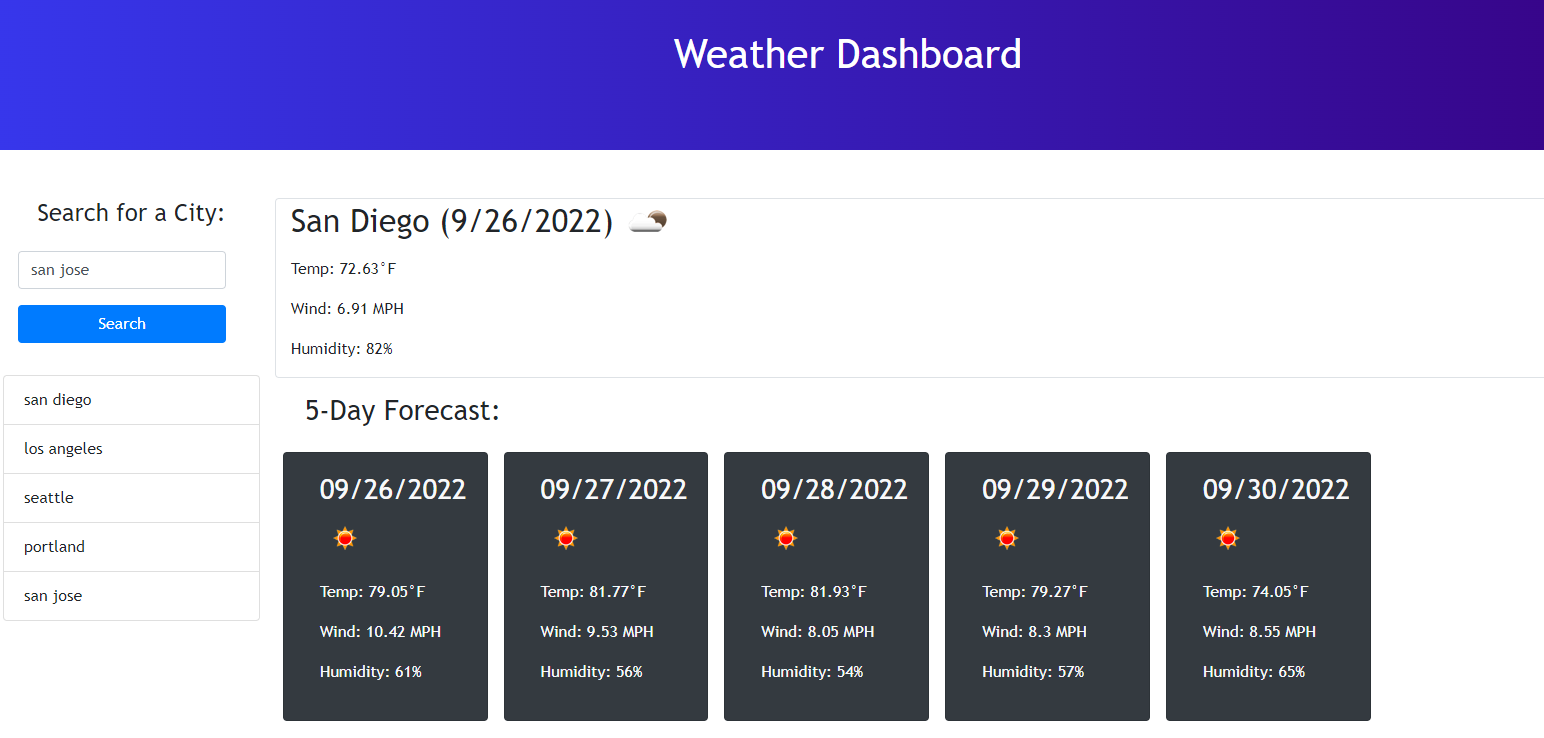 Weather Dashboard
Search for a City:
san jose
Search
san diego
los angeles
seattle
portland
san jose
San Diego (9/26/2022)
Temp: 72.63°F
Wind: 6.91 MPH
Humidity: 82%
5-Day Forecast:
09/26/2022
Temp: 79.05°F
Wind: 10.42 MPH
Humidity: 61%
09/27/2022
Temp: 81.77°F
Wind: 9.53 MPH
Humidity: 56%
09/28/2022
Temp: 81.93°F
Wind: 8.05 MPH
Humidity: 54%
09/29/2022
Temp: 79.27°F
Wind: 8.3 MPH
Humidity: 57%
09/30/2022
Temp: 74.05°F
Wind: 8.55 MPH
Humidity: 65%